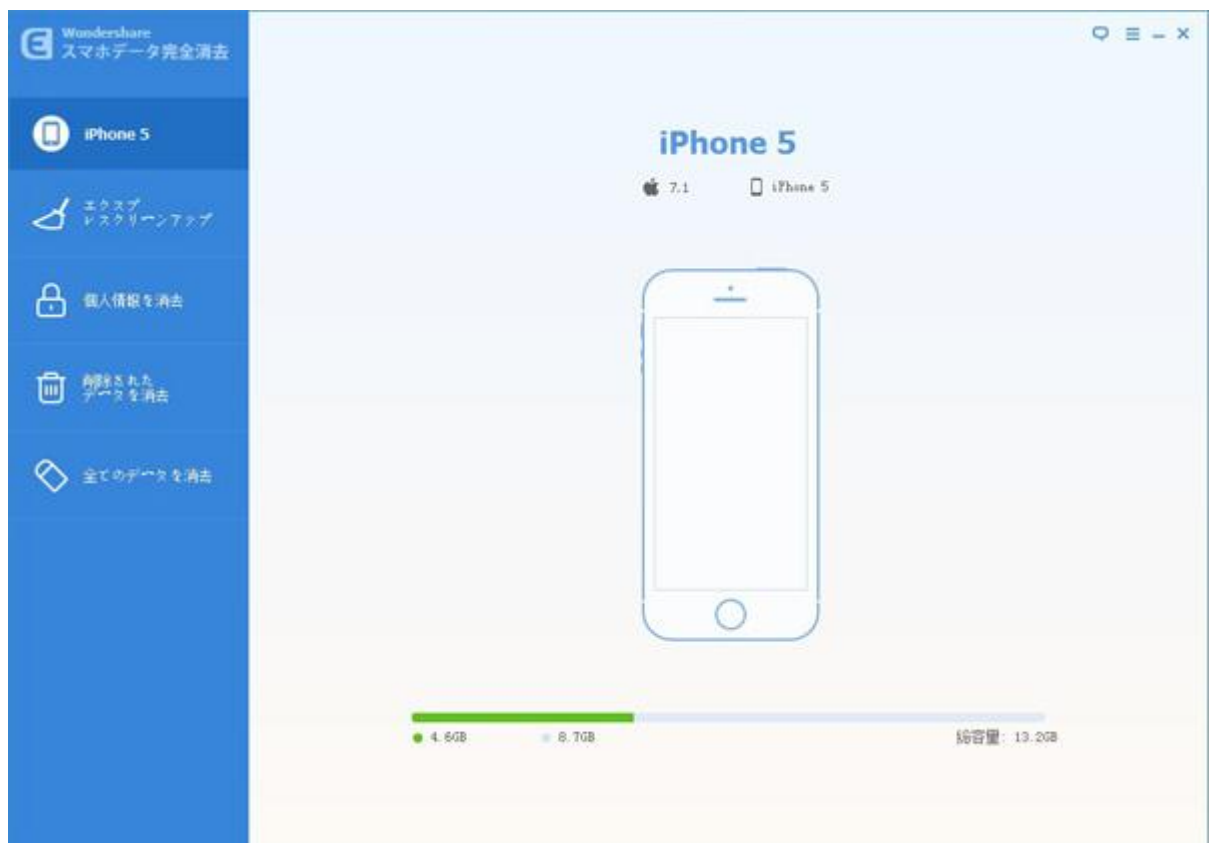 Wondershare
スマホデータ完全消去
iPhone 5
エクスプ
レスクリーンアップ
個人情報を消去
削除された
データを消去
全てのデータを消去
iPhone 5
7.1 iPhone 5
4.6GB 8.7GB 総容量: 13.2GB